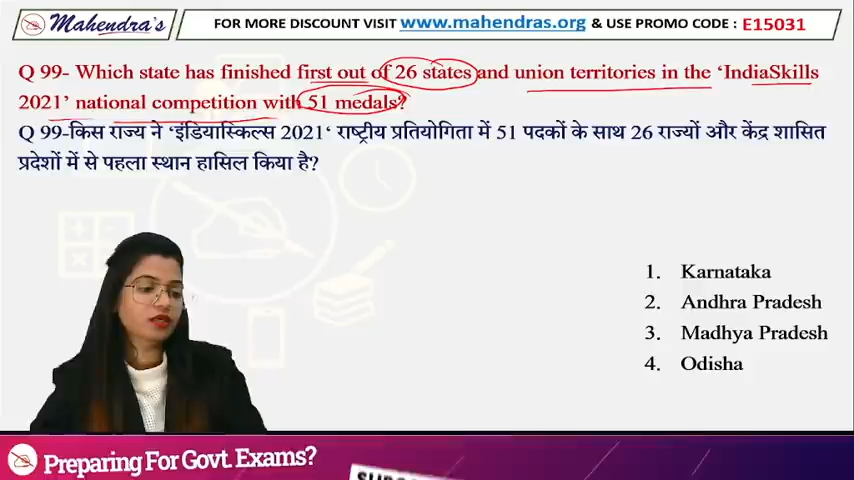 Mahendra's
FOR MORE DISCOUNT VISIT www.mahendras.org & USE PROMO CODE : E15031
Q 99- Which state has finished first out of 26 states and union territories in the ‘IndiaSkills
2021’ national competition with 51 medals?
Q 99-किस राज्य ने ‘इंडियास्किल्स 2021‘ राष्ट्रीय प्रतियोगिता में 51 पदकों के साथ 26 राज्यों और केंद्र शासित
प्रदेशों में से पहला स्थान हासिल किया है?
1. Karnataka
2. Andhra Pradesh
3. Madhya Pradesh
4. Odisha
Preparing For Govt. Exams?